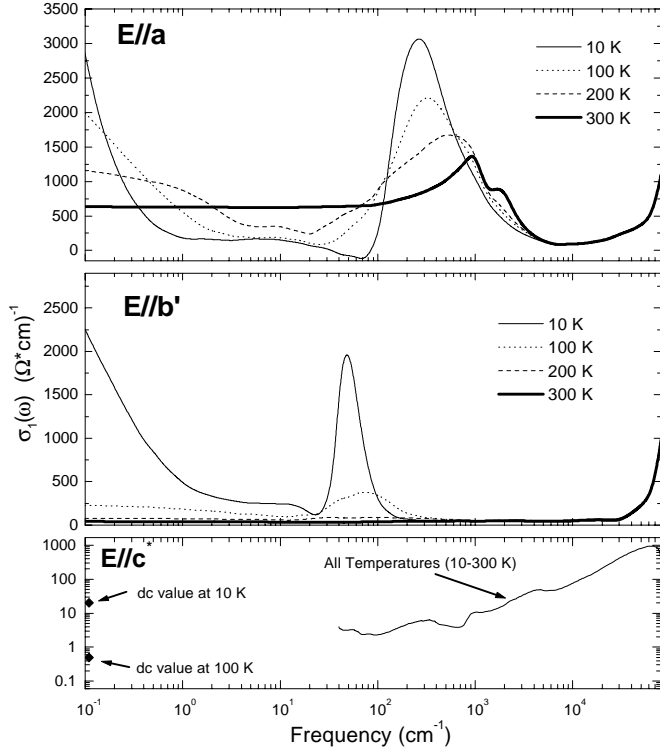 3500
3000
2500
2000
1500
1000
500
0
E//a
10 K
100 K
200 K
300 K
E//b'
2500
2000
1500
1000
500
0
10 K
100 K
200 K
300 K
σ₁(ω) (Ω*cm)⁻¹
E//c*
1000
100
10
1
0.1
dc value at 10 K
dc value at 100 K
All Temperatures (10-300 K)
10⁻¹ 10⁰ 10¹ 10² 10³ 10⁴
Frequency (cm⁻¹)